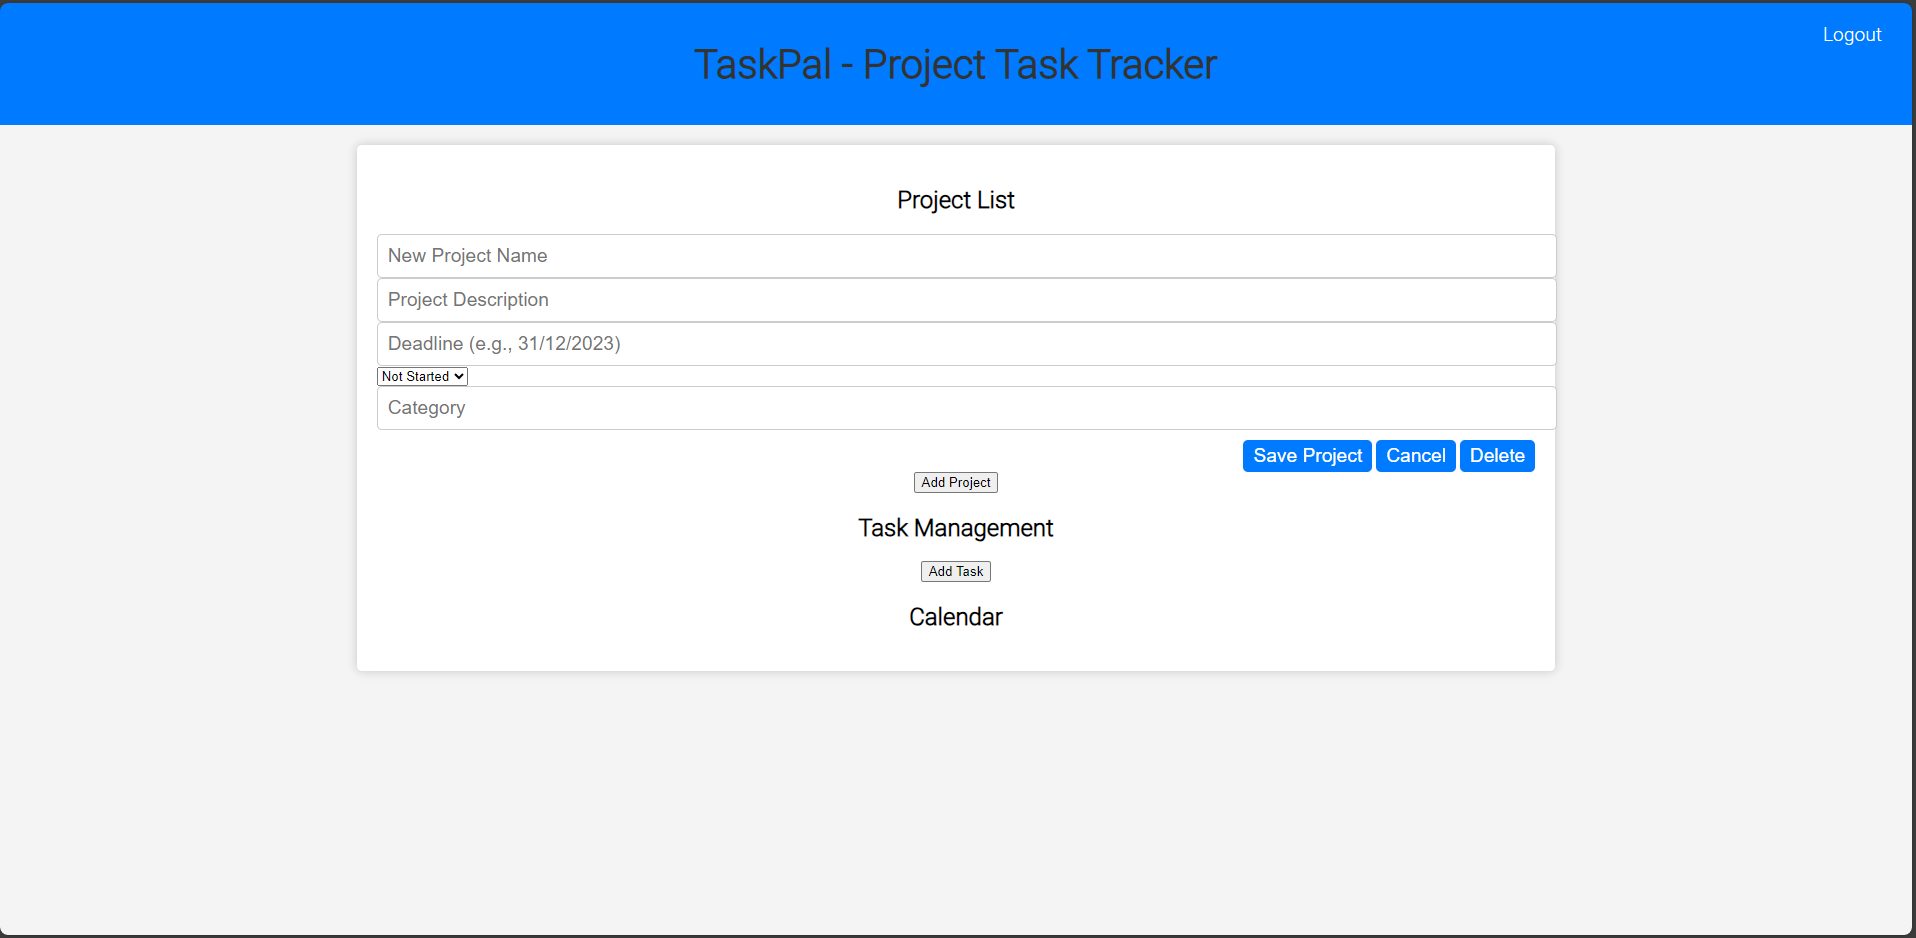 Logout
TaskPal - Project Task Tracker
Project List
New Project Name
Project Description
Deadline (e.g., 31/12/2023)
Not Started
Category
Save Project Cancel Delete
Add Project
Task Management
Add Task
Calendar